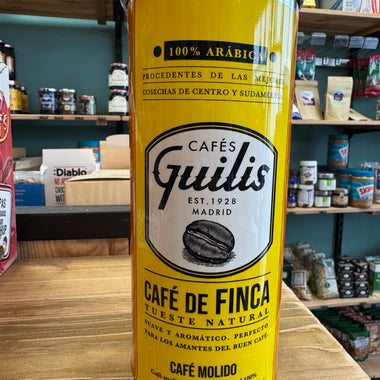 100% ARÁBICA
PROCEDENTES DE LAS MEJORES
COSECHAS DE CENTRO Y SUDAMÉRICA
CAFÉS
Guilis
EST. 1928
MADRID
CAFÉ DE FINCA
TUESTE NATURAL
SUAVE Y AROMÁTICO. PERFECTO
PARA LOS AMANTES DEL BUEN CAFÉ.
CAFÉ MOLIDO
:Diablo